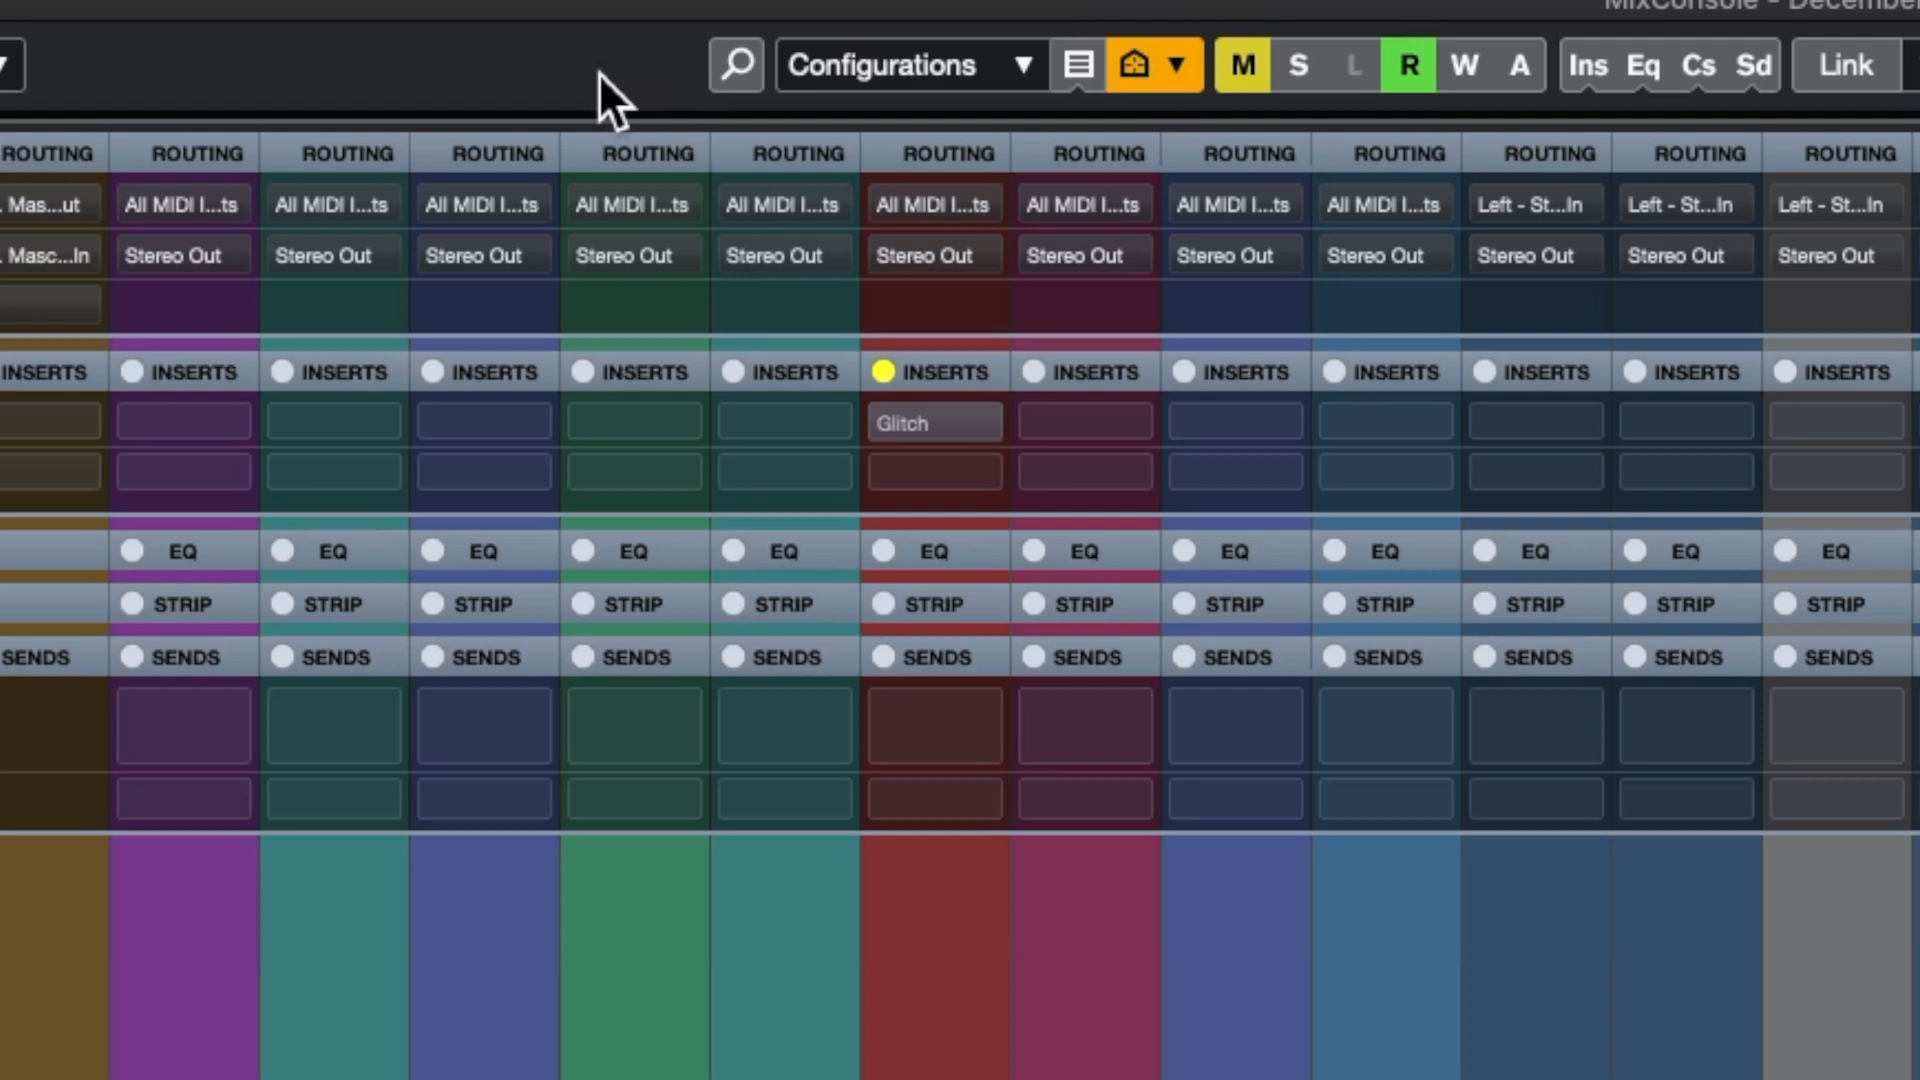 MixConsole - December
Configurations M S L R W A Ins Eq Cs Sd Link
ROUTING ROUTING ROUTING ROUTING ROUTING ROUTING ROUTING ROUTING ROUTING ROUTING ROUTING ROUTING ROUTING
. Mas...ut All MIDI I...ts All MIDI I...ts All MIDI I...ts All MIDI I...ts All MIDI I...ts All MIDI I...ts All MIDI I...ts All MIDI I...ts All MIDI I...ts Left - St...In Left - St...In Left - St...In
. Masc...In Stereo Out Stereo Out Stereo Out Stereo Out Stereo Out Stereo Out Stereo Out Stereo Out Stereo Out Stereo Out Stereo Out Stereo Out
INSERTS INSERTS INSERTS INSERTS INSERTS INSERTS INSERTS INSERTS INSERTS INSERTS INSERTS INSERTS INSERTS
Glitch
EQ EQ EQ EQ EQ EQ EQ EQ EQ EQ EQ EQ
STRIP STRIP STRIP STRIP STRIP STRIP STRIP STRIP STRIP STRIP STRIP STRIP
SENDS SENDS SENDS SENDS SENDS SENDS SENDS SENDS SENDS SENDS SENDS SENDS SENDS